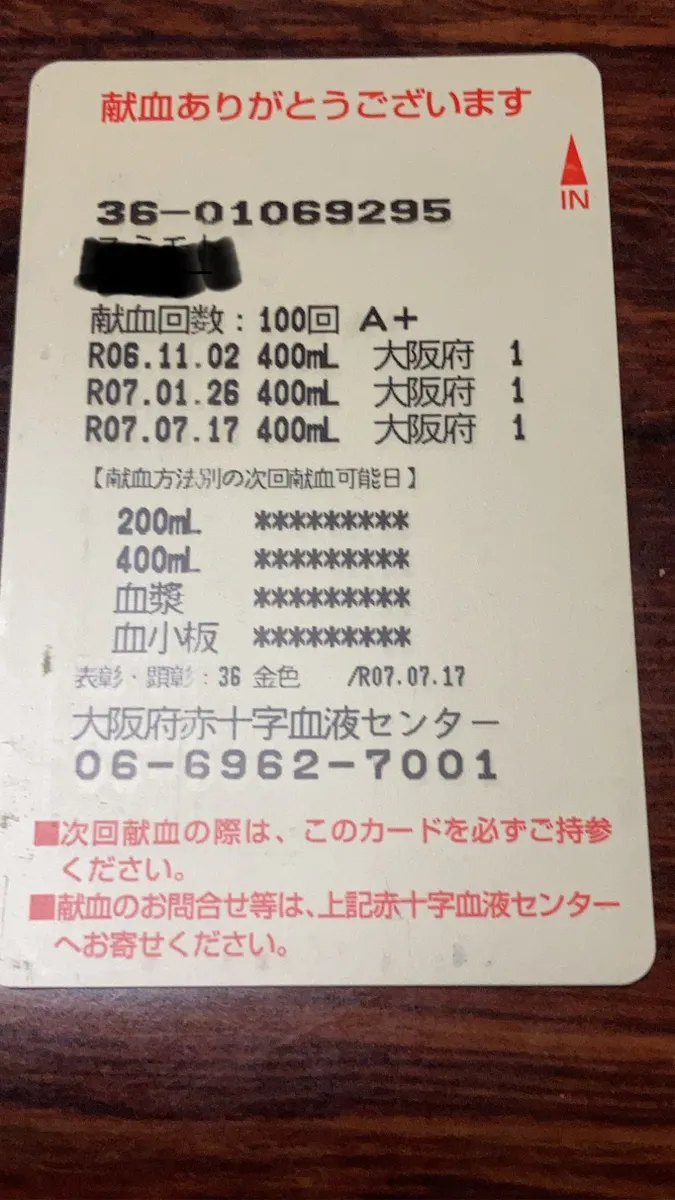 献血ありがとうございます
IN
36-01069295
献血回数：100回 A+
R06.11.02 400mL 大阪府 1
R07.01.26 400mL 大阪府 1
R07.07.17 400mL 大阪府 1
【献血方法別の次回献血可能日】
200mL *********
400mL *********
血漿 *********
血小板 *********
表彰・顕彰：36 金色 /R07.07.17
大阪府赤十字血液センター
06-6962-7001
■次回献血の際は、このカードを必ずご持参
ください。
■献血のお問合せ等は、上記赤十字血液センター
へお寄せください。